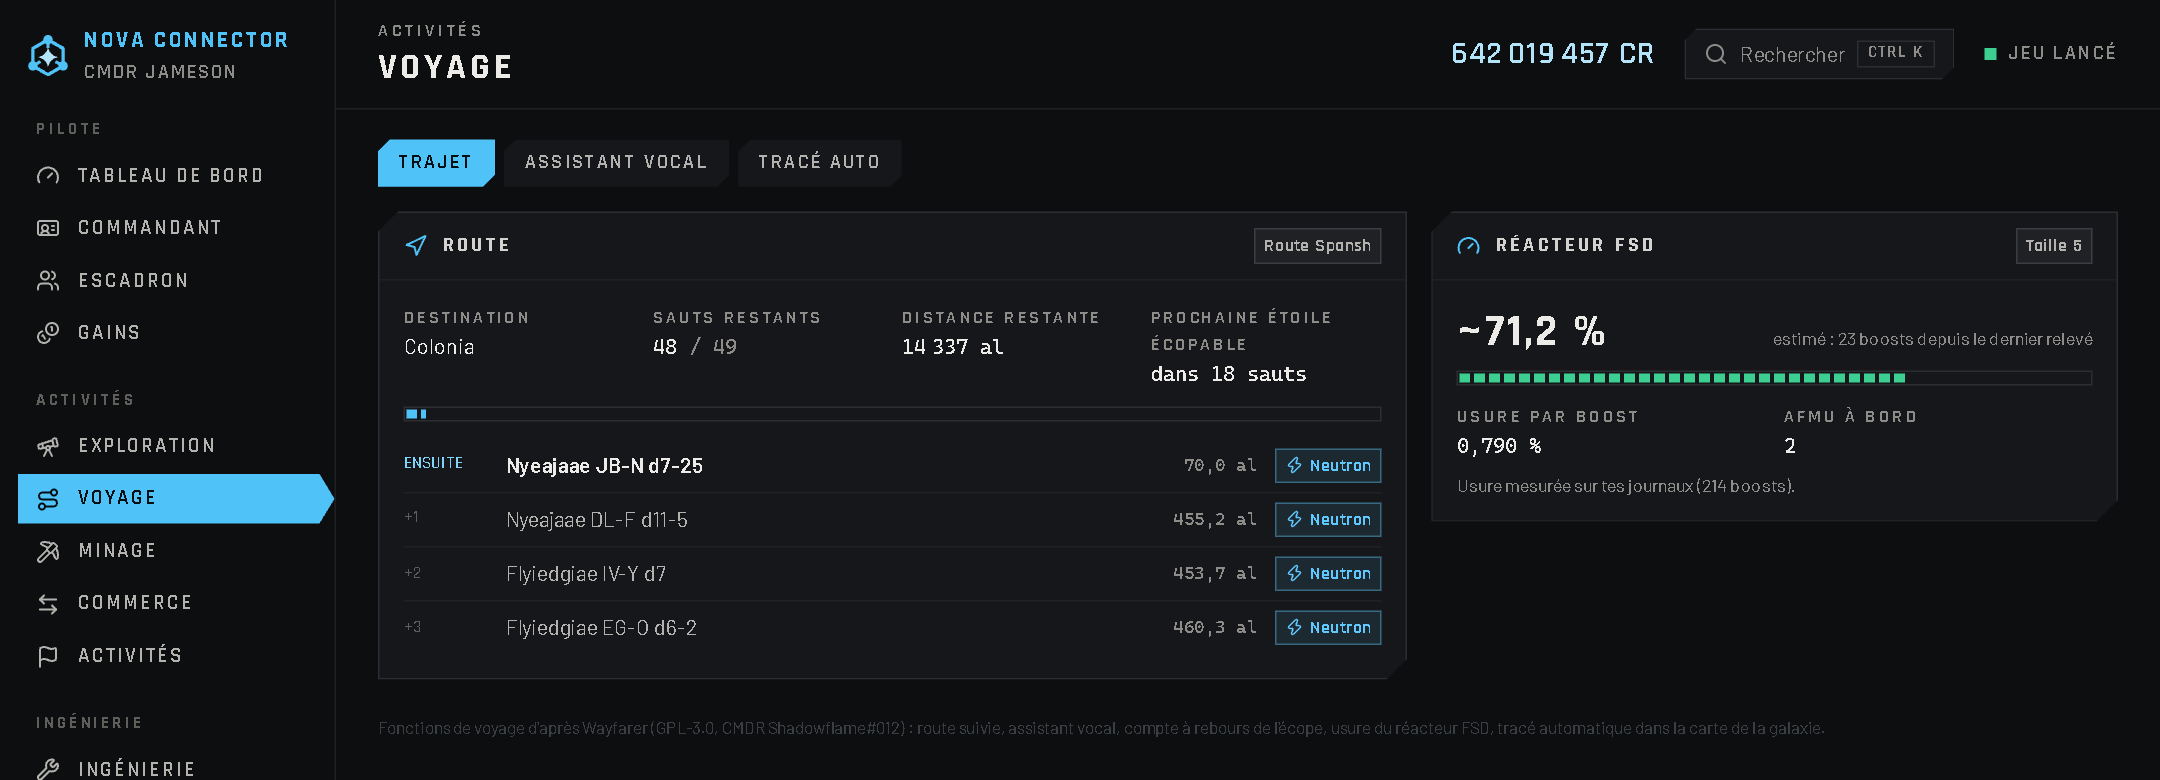 NOVA CONNECTOR
CMDR JAMESON
PILOTE
TABLEAU DE BORD
COMMANDANT
ESCADRON
GAINS
ACTIVITÉS
EXPLORATION
VOYAGE
MINAGE
COMMERCE
ACTIVITÉS
INGÉNIERIE
INGÉNIERIE
ACTIVITÉS
VOYAGE
642 019 457 CR
Rechercher CTRL K
JEU LANCÉ
TRAJET ASSISTANT VOCAL TRACÉ AUTO
ROUTE Route Spansh
DESTINATION
Colonia
SAUTS RESTANTS
48 / 49
DISTANCE RESTANTE
14 337 al
PROCHAINE ÉTOILE
ÉCOPABLE
dans 18 sauts
ENSUITE Nyeajaae JB-N d7-25 70,0 al Neutron
+1 Nyeajaae DL-F d11-5 455,2 al Neutron
+2 Flyiedgiae IV-Y d7 453,7 al Neutron
+3 Flyiedgiae EG-O d6-2 460,3 al Neutron
RÉACTEUR FSD Taille 5
~71,2 % estimé : 23 boosts depuis le dernier relevé
USURE PAR BOOST
0,790 %
AFMU À BORD
2
Usure mesurée sur tes journaux (214 boosts).
Fonctions de voyage d'après Wayfarer (GPL-3.0, CMDR Shadowflame#012) : route suivie, assistant vocal, compte à rebours de l'écope, usure du réacteur FSD, tracé automatique dans la carte de la galaxie.